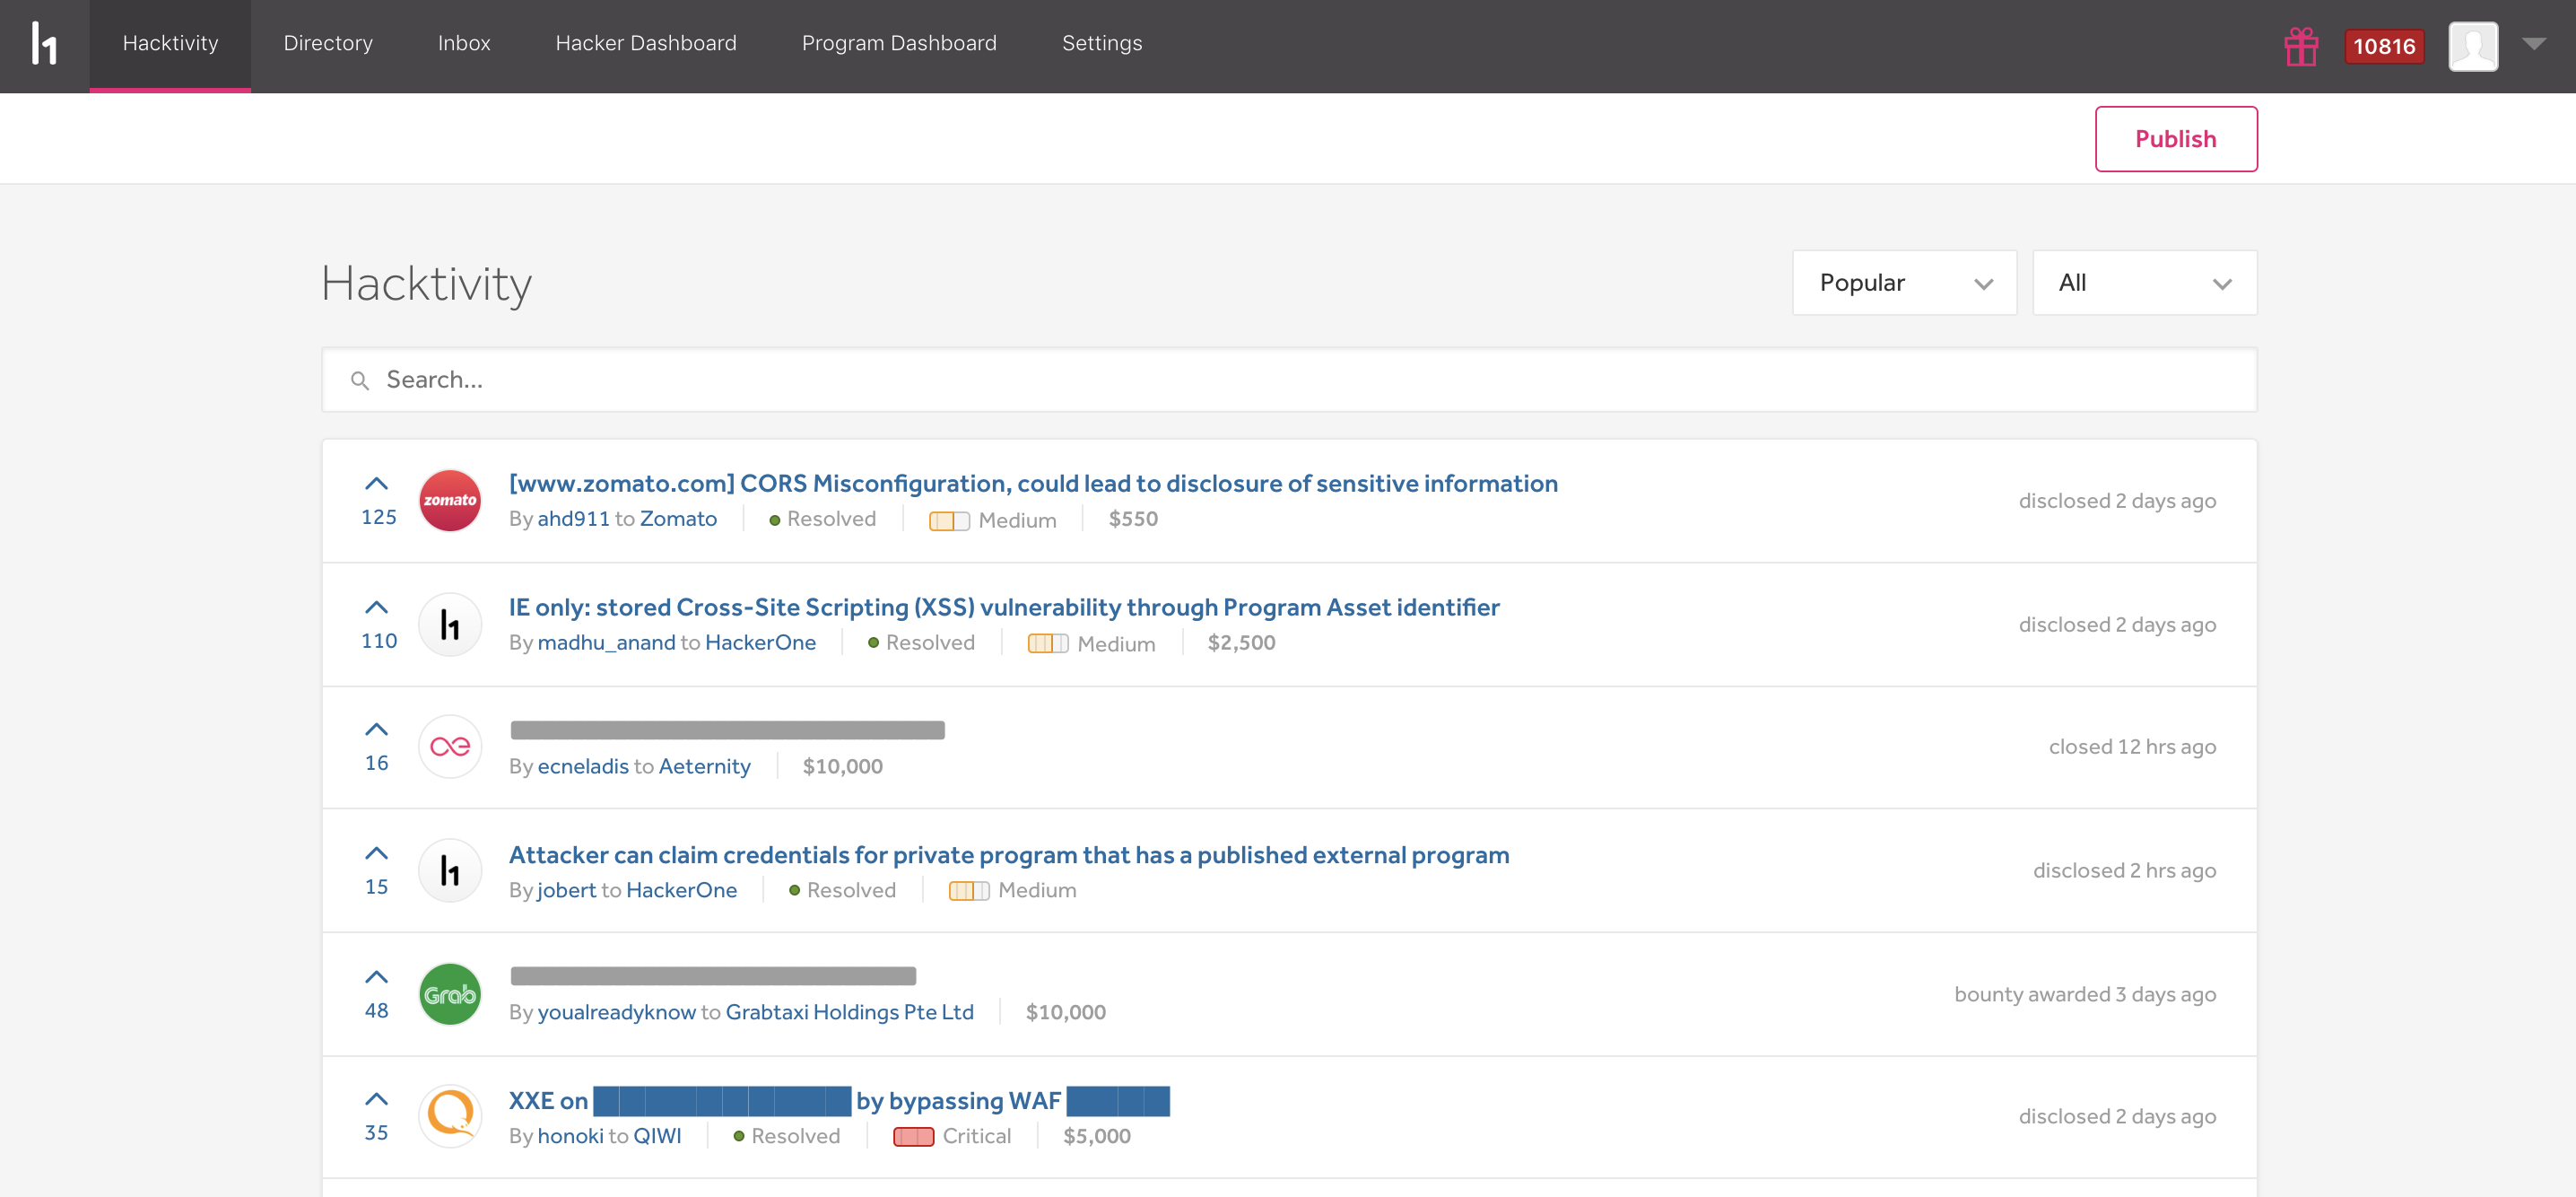 h1 Hacktivity Directory Inbox Hacker Dashboard Program Dashboard Settings 10816
Publish
Hacktivity Popular All
Search...
[www.zomato.com] CORS Misconfiguration, could lead to disclosure of sensitive information
125 zomato By ahd911 to Zomato Resolved Medium $550 disclosed 2 days ago
IE only: stored Cross-Site Scripting (XSS) vulnerability through Program Asset identifier
110 h1 By madhu_anand to HackerOne Resolved Medium $2,500 disclosed 2 days ago
16 By ecneladis to Aeternity $10,000 closed 12 hrs ago
Attacker can claim credentials for private program that has a published external program
15 h1 By jobert to HackerOne Resolved Medium disclosed 2 hrs ago
48 Grab By youalreadyknow to Grabtaxi Holdings Pte Ltd $10,000 bounty awarded 3 days ago
XXE on ██████████ by bypassing WAF ████
35 By honoki to QIWI Resolved Critical $5,000 disclosed 2 days ago